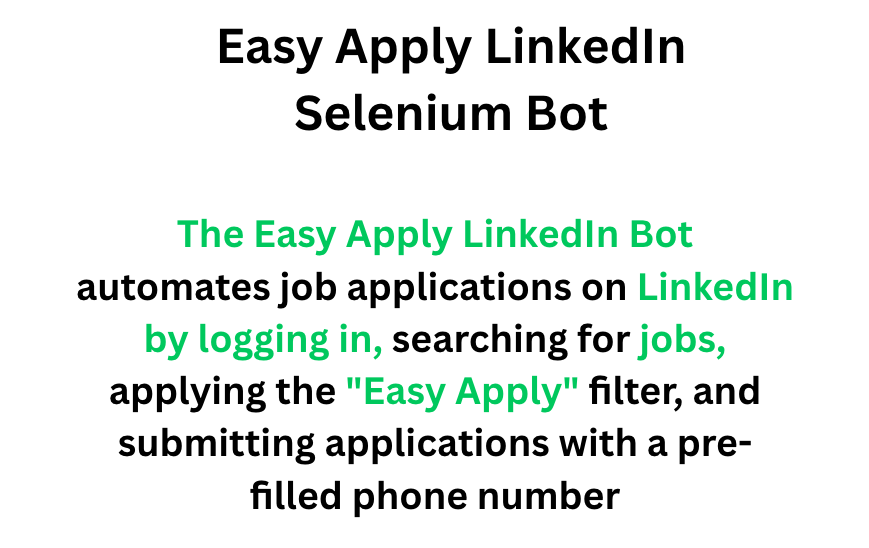 Easy Apply LinkedIn
Selenium Bot
The Easy Apply LinkedIn Bot
automates job applications on LinkedIn
by logging in, searching for jobs,
applying the "Easy Apply" filter, and
submitting applications with a pre-
filled phone number